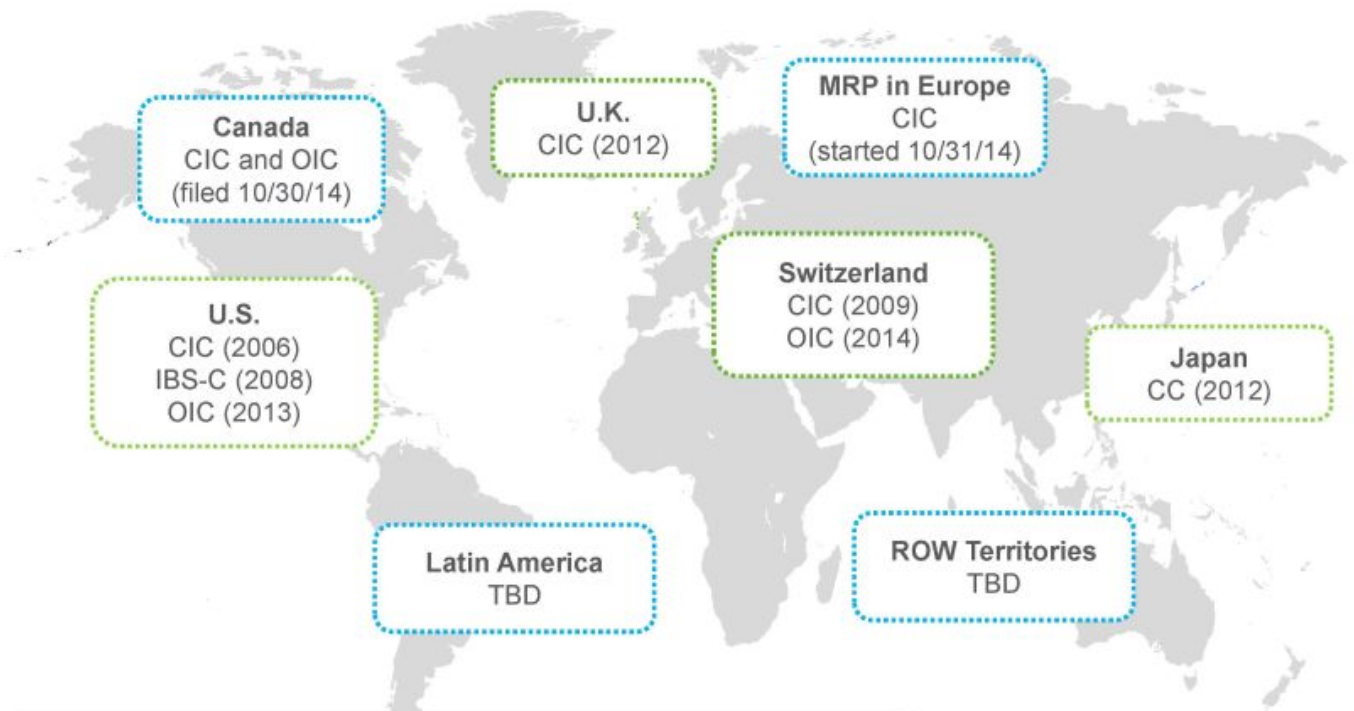 Canada
CIC and OIC
(filed 10/30/14)
U.K.
CIC (2012)
MRP in Europe
CIC
(started 10/31/14)
U.S.
CIC (2006)
IBS-C (2008)
OIC (2013)
Switzerland
CIC (2009)
OIC (2014)
Japan
CC (2012)
Latin America
TBD
ROW Territories
TBD